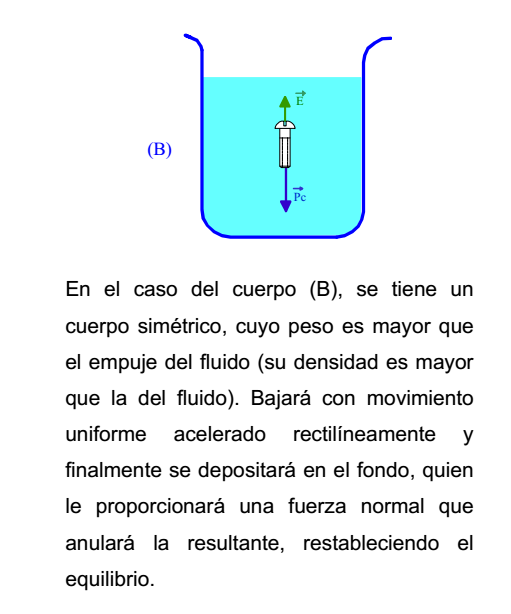 E
(B)
Pc
En el caso del cuerpo (B), se tiene un
cuerpo simétrico, cuyo peso es mayor que
el empuje del fluido (su densidad es mayor
que la del fluido). Bajará con movimiento
uniforme acelerado rectilíneamente y
finalmente se depositará en el fondo, quien
le proporcionará una fuerza normal que
anulará la resultante, restableciendo el
equilibrio.